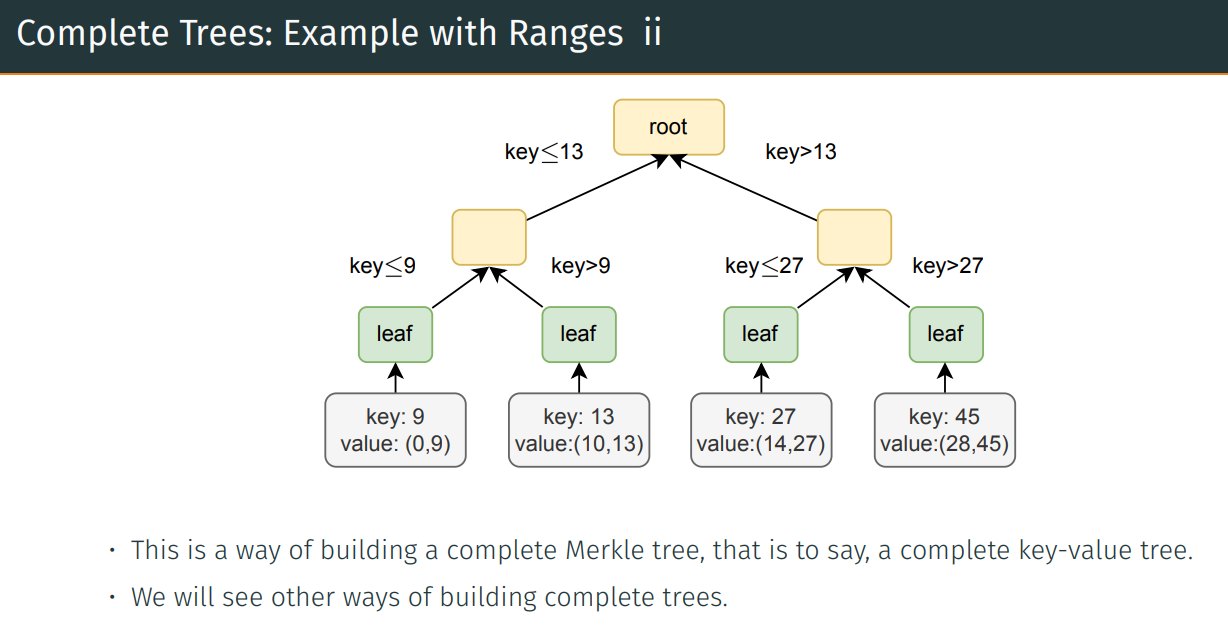 Complete Trees: Example with Ranges ii
root
key≤13
key>13
key≤9
key>9
key≤27
key>27
leaf
leaf
leaf
leaf
key: 9
value: (0,9)
key: 13
value:(10,13)
key: 27
value:(14,27)
key: 45
value:(28,45)
• This is a way of building a complete Merkle tree, that is to say, a complete key-value tree.
• We will see other ways of building complete trees.